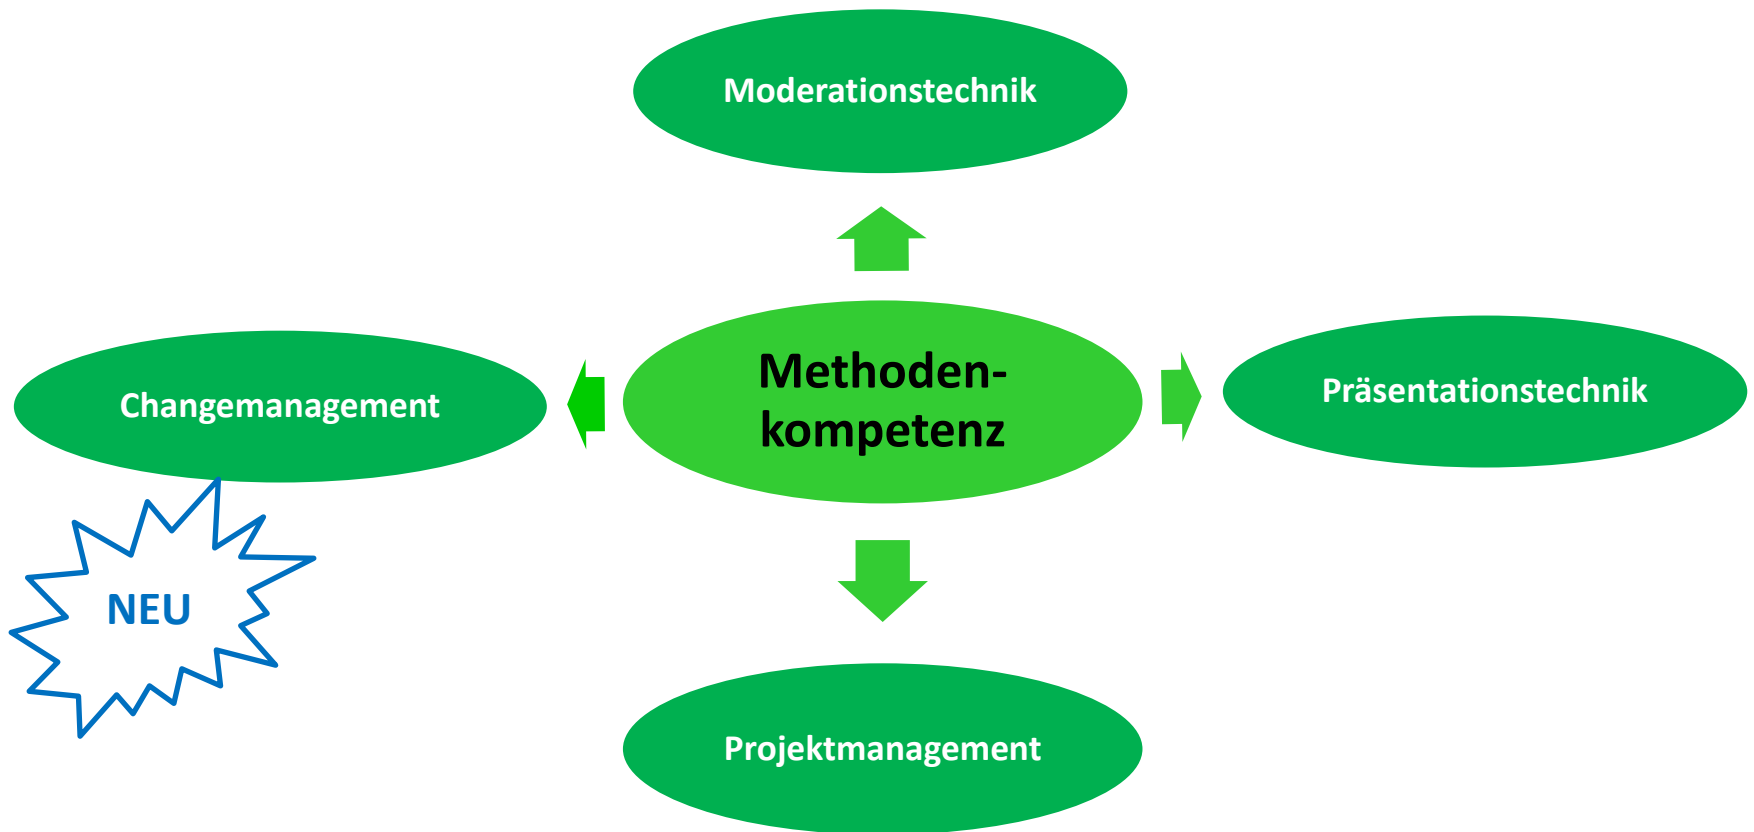 Moderationstechnik
Methoden-
kompetenz
Changemanagement
Präsentationstechnik
NEU
Projektmanagement